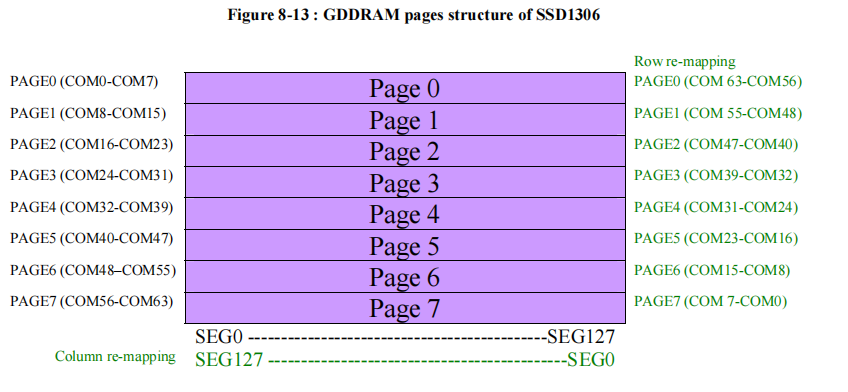 Figure 8-13 : GDDRAM pages structure of SSD1306
Row re-mapping
PAGE0 (COM0-COM7) Page 0 PAGE0 (COM 63-COM56)
PAGE1 (COM8-COM15) Page 1 PAGE1 (COM 55-COM48)
PAGE2 (COM16-COM23) Page 2 PAGE2 (COM47-COM40)
PAGE3 (COM24-COM31) Page 3 PAGE3 (COM39-COM32)
PAGE4 (COM32-COM39) Page 4 PAGE4 (COM31-COM24)
PAGE5 (COM40-COM47) Page 5 PAGE5 (COM23-COM16)
PAGE6 (COM48–COM55) Page 6 PAGE6 (COM15-COM8)
PAGE7 (COM56-COM63) Page 7 PAGE7 (COM 7-COM0)
SEG0 ---------------------------------------------SEG127
Column re-mapping SEG127 ---------------------------------------------SEG0